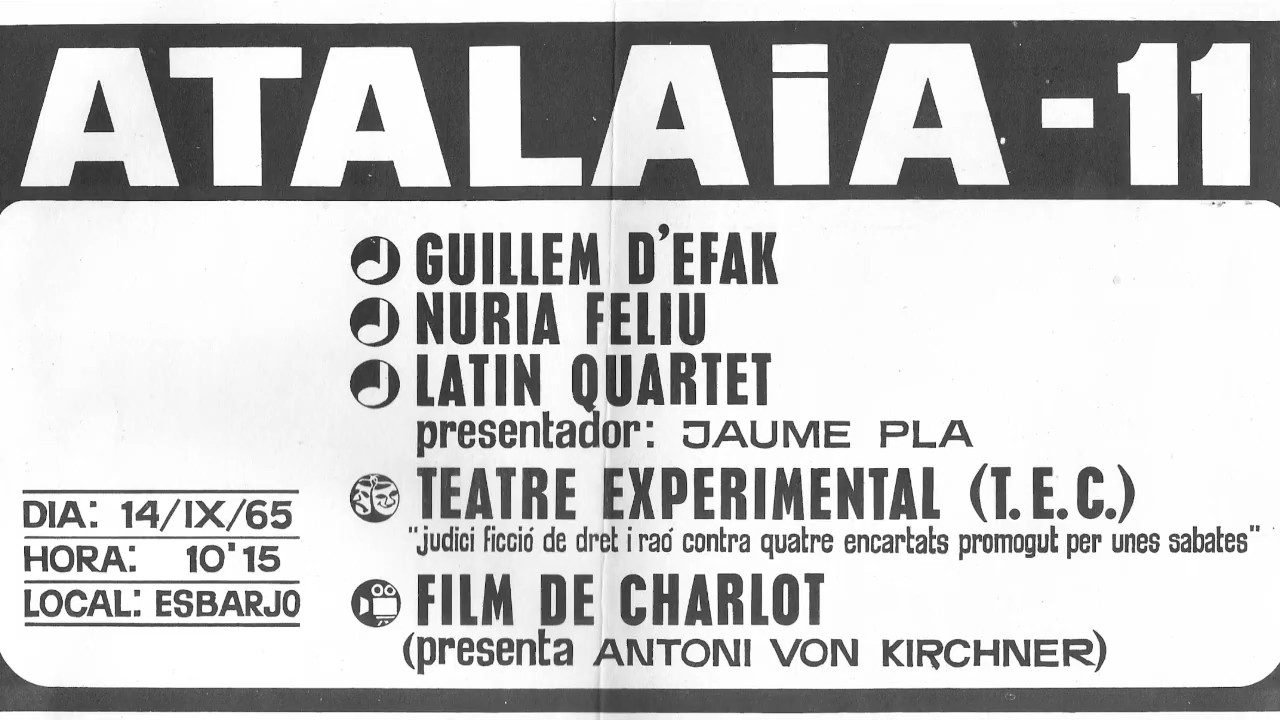 ATALAiA-11
GUILLEM D'EFAK
NURIA FELIU
LATIN QUARTET
presentador: JAUME PLA
TEATRE EXPERIMENTAL (T.E.C.)
"judici ficció de dret i raó contra quatre encartats promogut per unes sabates"
FILM DE CHARLOT
(presenta ANTONI VON KIRCHNER)
DIA: 14/IX/65
HORA: 10'15
LOCAL: ESBARJO